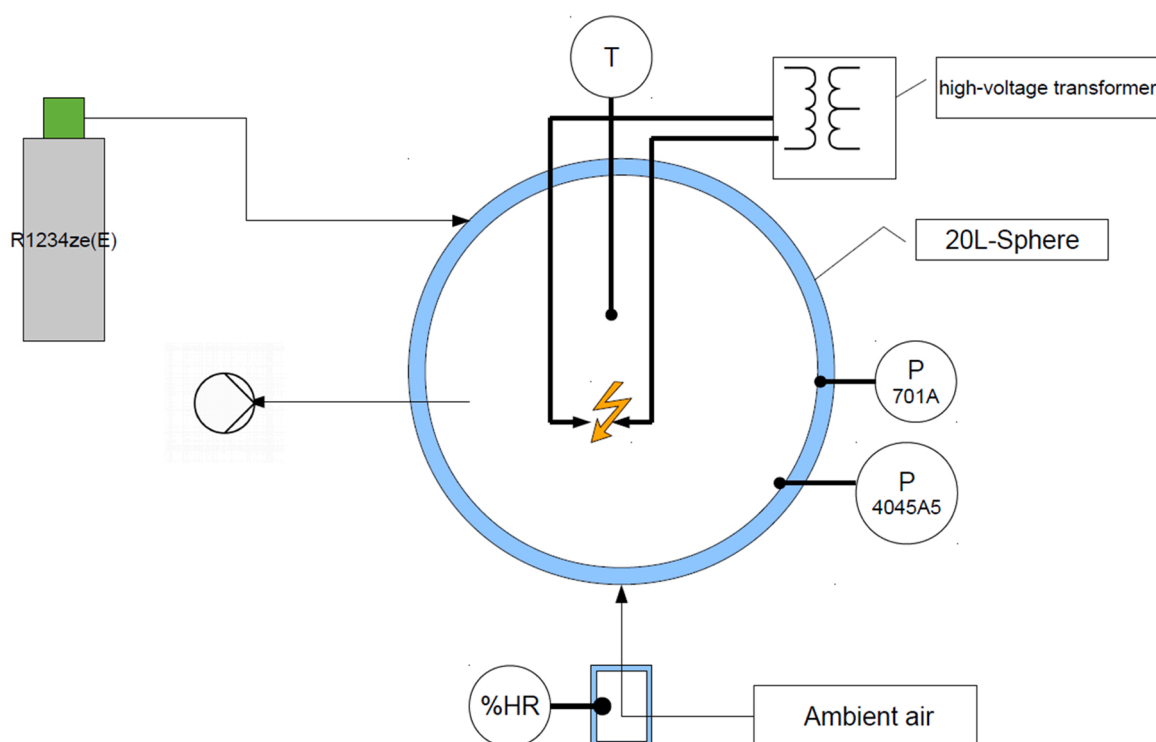 T
high-voltage transformer
R1234ze(E)
20L-Sphere
P
701A
P
4045A5
%HR
Ambient air